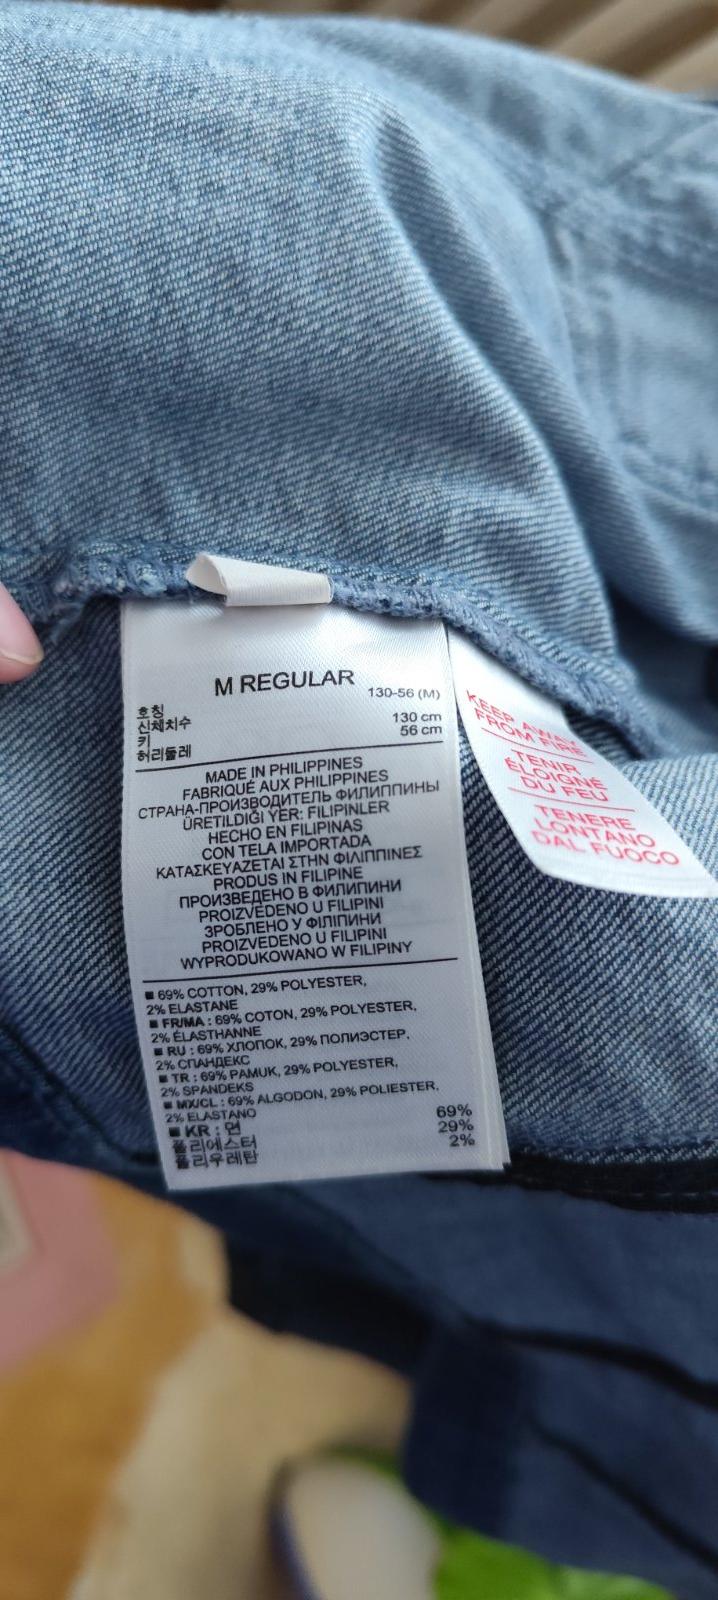 M REGULAR
130-56 (M)
호칭
신체치수
키 130 cm
허리둘레 56 cm
MADE IN PHILIPPINES
FABRIQUÉ AUX PHILIPPINES
СТРАНА-ПРОИЗВОДИТЕЛЬ ФИЛИППИНЫ
ÜRETILDIĞI YER: FILIPINLER
HECHO EN FILIPINAS
CON TELA IMPORTADA
ΚΑΤΑΣΚΕΥΑΖΕΤΑΙ ΣΤΗΝ ΦΙΛΙΠΠΙΝΕΣ
PRODUS IN FILIPINE
ПРОИЗВЕДЕНО В ФИЛИПИНИ
PROIZVEDENO U FILIPINI
ЗРОБЛЕНО У ФІЛІПІНИ
PROIZVEDENO U FILIPINI
WYPRODUKOWANO W FILIPINY
■ 69% COTTON, 29% POLYESTER,
2% ELASTANE
■ FR/MA : 69% COTON, 29% POLYESTER,
2% ÉLASTHANNE
■ RU : 69% ХЛОПОК, 29% ПОЛИЭСТЕР,
2% СПАНДЕКС
■ TR : 69% PAMUK, 29% POLYESTER,
2% SPANDEKS
■ MX/CL : 69% ALGODON, 29% POLIESTER,
2% ELASTANO
■ KR : 면 69%
폴리에스터 29%
폴리우레탄 2%
KEEP AWAY
FROM FIRE
TENIR
ÉLOIGNÉ
DU FEU
TENERE
LONTANO
DAL FUOCO